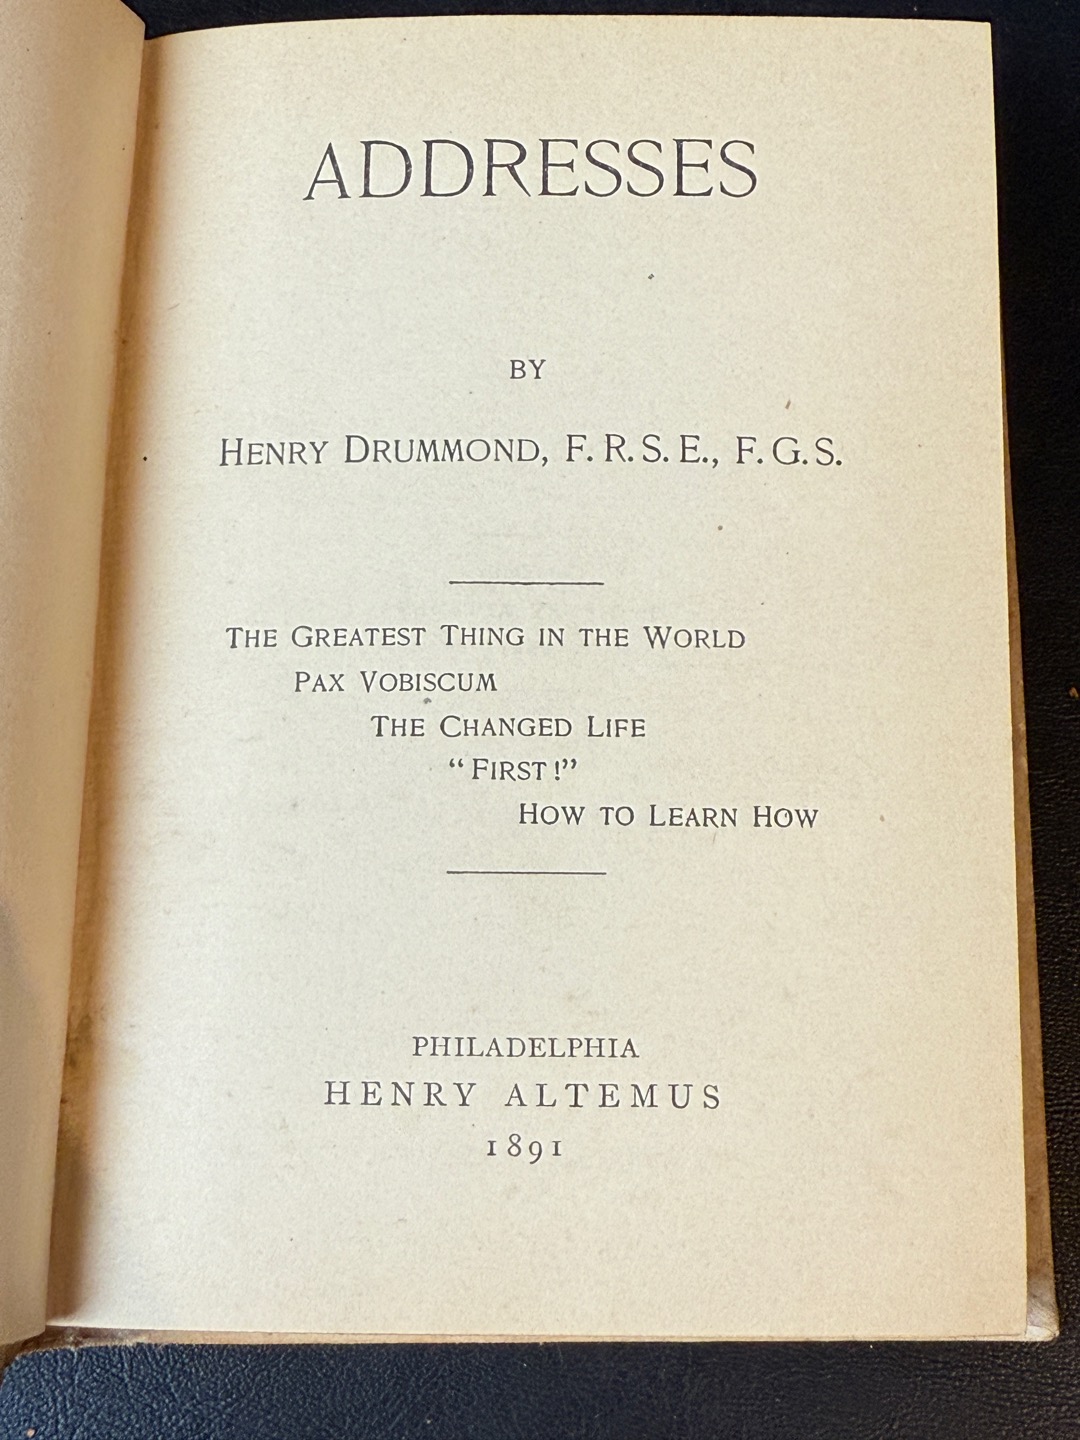 ADDRESSES
BY
HENRY DRUMMOND, F. R. S. E., F. G. S.
THE GREATEST THING IN THE WORLD
PAX VOBISCUM
THE CHANGED LIFE
“FIRST!”
HOW TO LEARN HOW
PHILADELPHIA
HENRY ALTEMUS
1891